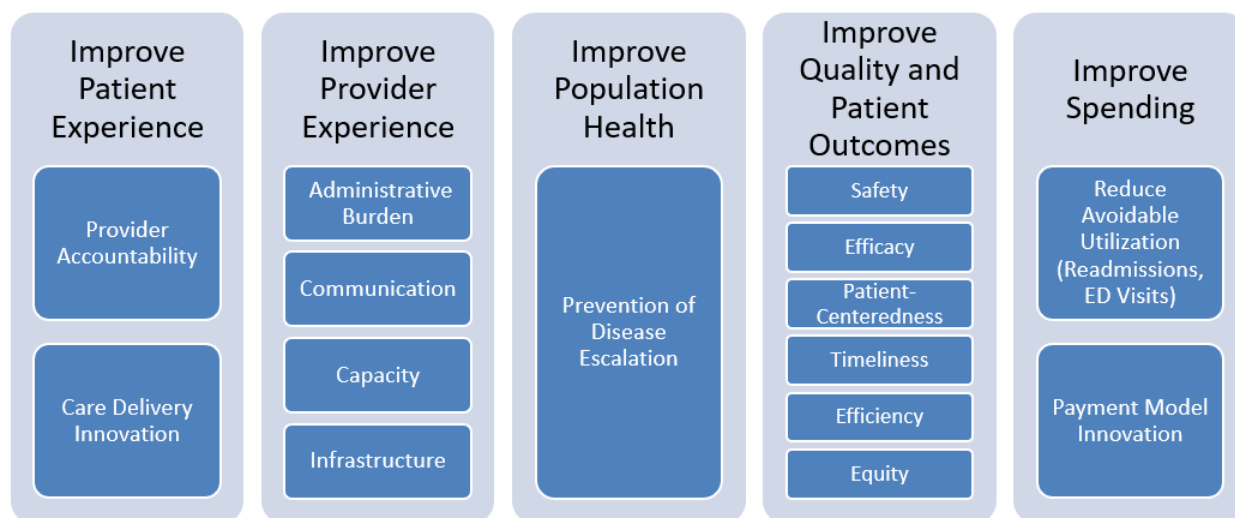 Improve
Patient
Experience
Provider
Accountability
Care Delivery
Innovation
Improve
Provider
Experience
Administrative
Burden
Communication
Capacity
Infrastructure
Improve
Population
Health
Prevention of
Disease
Escalation
Improve
Quality and
Patient
Outcomes
Safety
Efficacy
Patient-
Centeredness
Timeliness
Efficiency
Equity
Improve
Spending
Reduce
Avoidable
Utilization
(Readmissions,
ED Visits)
Payment Model
Innovation